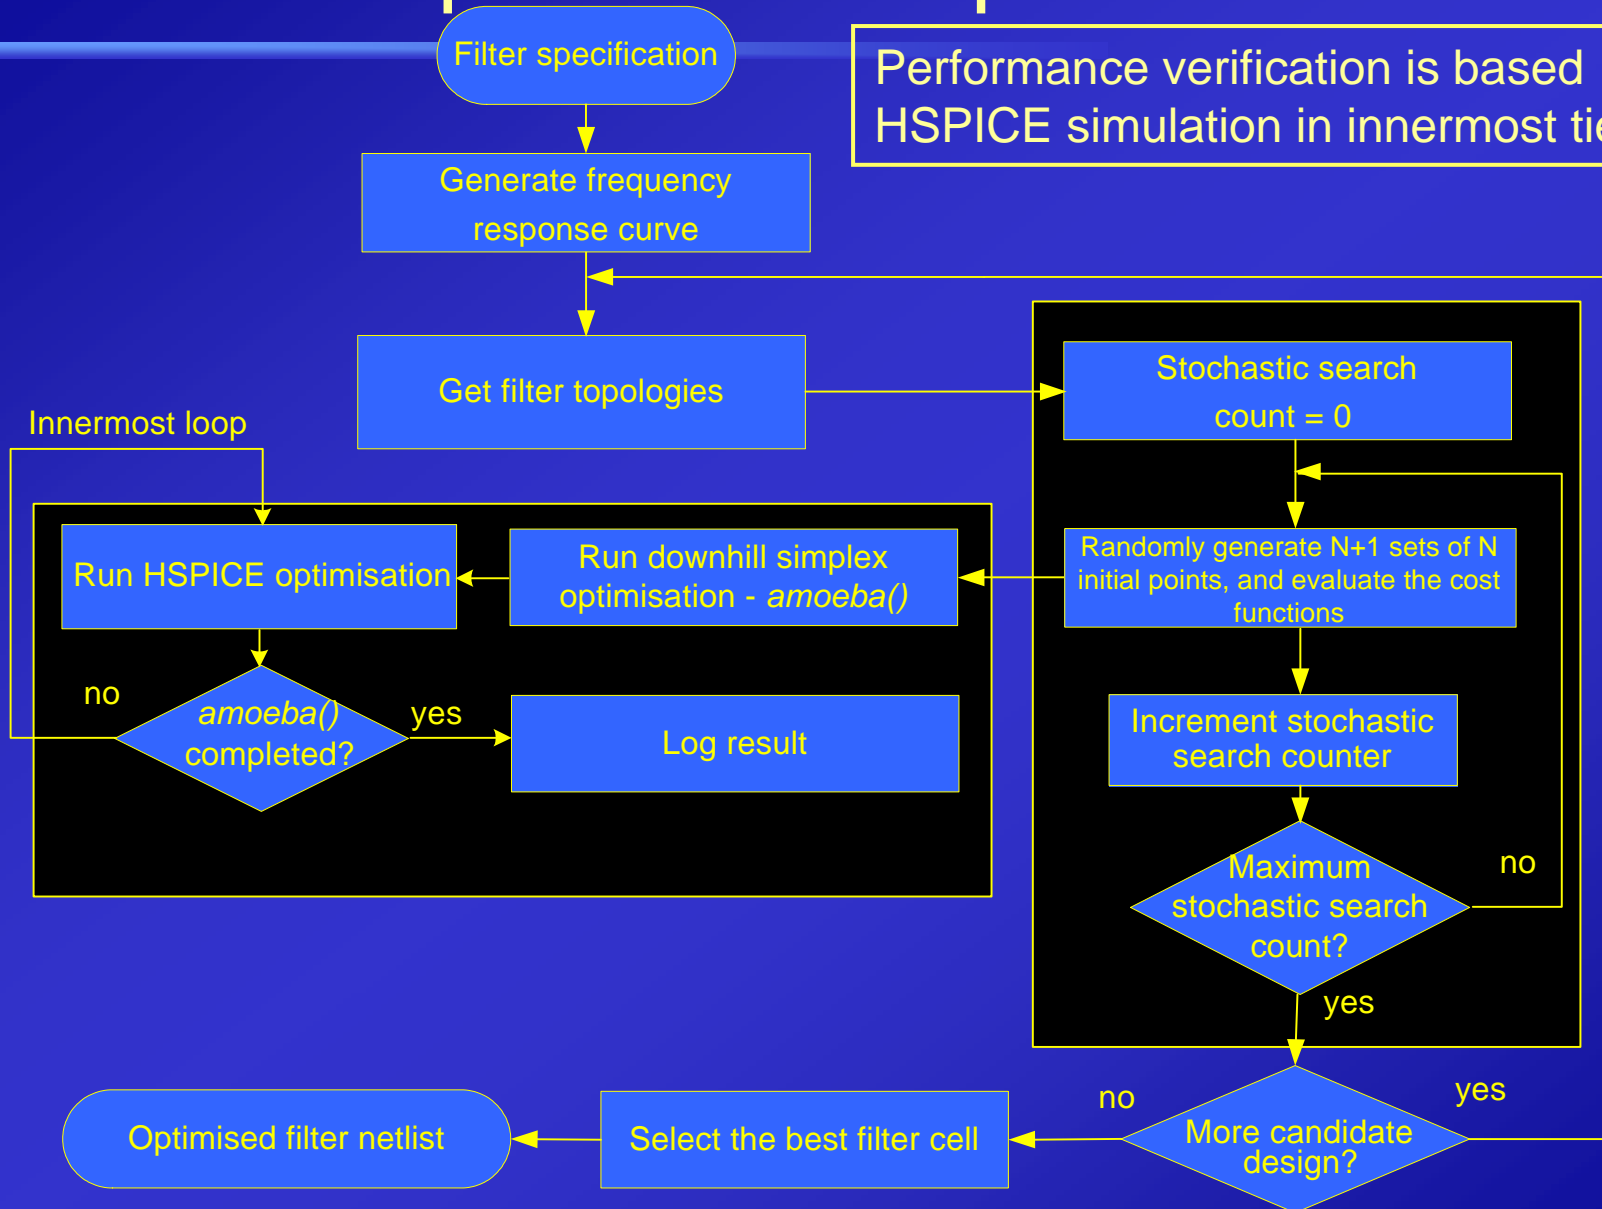 Filter specification
Performance verification is based
HSPICE simulation in innermost
Generate frequency
response curve
Get filter topologies
Stochastic search
count = 0
Innermost loop
Run HSPICE optimisation
Run downhill simplex
optimisation - amoeba()
Randomly generate N+1 sets of N
initial points, and evaluate the cost
functions
no
amoeba()
completed?
yes
Log result
Increment stochastic
search counter
Maximum
stochastic search
count?
no
yes
More candidate
design?
no
yes
Select the best filter cell
Optimised filter netlist